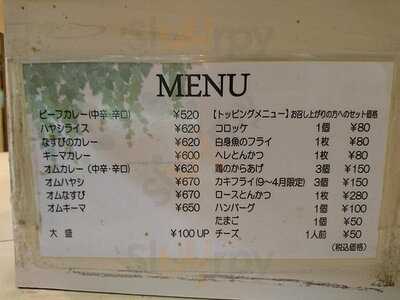 MENU
ビーフカレー(中辛・辛口) ¥520
ハヤシライス ¥620
なすびのカレー ¥620
キーマカレー ¥600
オムカレー(中辛・辛口) ¥620
オムハヤシ ¥670
オムなすび ¥670
オムキーマ ¥650
大 盛 ¥100 UP
【トッピングメニュー】お召し上がりの方へのセット価格
コロッケ 1個 ¥80
白身魚のフライ 1枚 ¥80
ヘレとんかつ 1枚 ¥80
鶏のからあげ 3個 ¥150
カキフライ(9〜4月限定) 3個 ¥150
ロースとんかつ 1枚 ¥280
ハンバーグ 1個 ¥100
たまご 1個 ¥50
チーズ 1人前 ¥50
(税込価格)